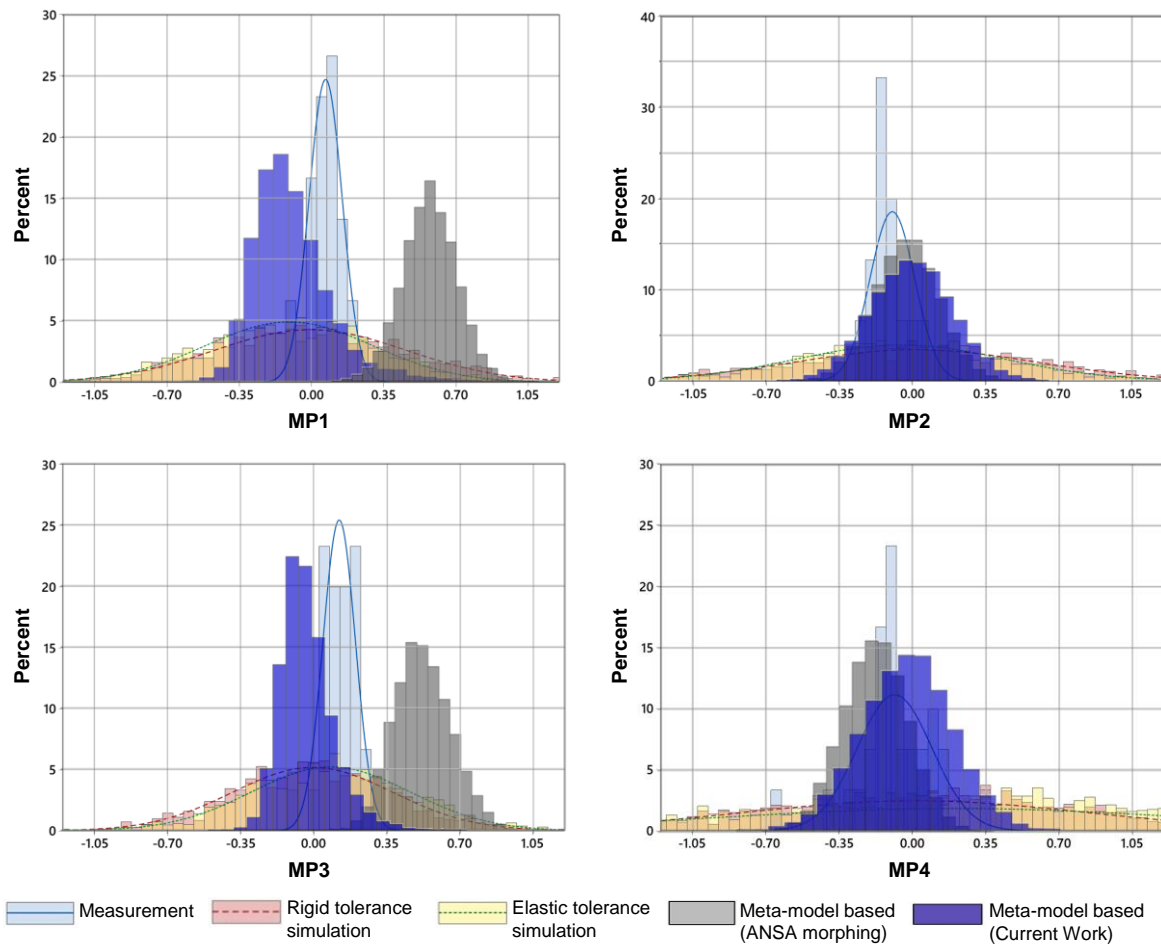 30
25
20
15
10
5
0
Percent
-1.05 -0.70 -0.35 0.00 0.35 0.70 1.05
MP1
40
30
20
10
0
Percent
-1.05 -0.70 -0.35 0.00 0.35 0.70 1.05
MP2
30
25
20
15
10
5
0
Percent
-1.05 -0.70 -0.35 0.00 0.35 0.70 1.05
MP3
30
25
20
15
10
5
0
Percent
-1.05 -0.70 -0.35 0.00 0.35 0.70 1.05
MP4
Measurement
Rigid tolerance
simulation
Elastic tolerance
simulation
Meta-model based
(ANSA morphing)
Meta-model based
(Current Work)